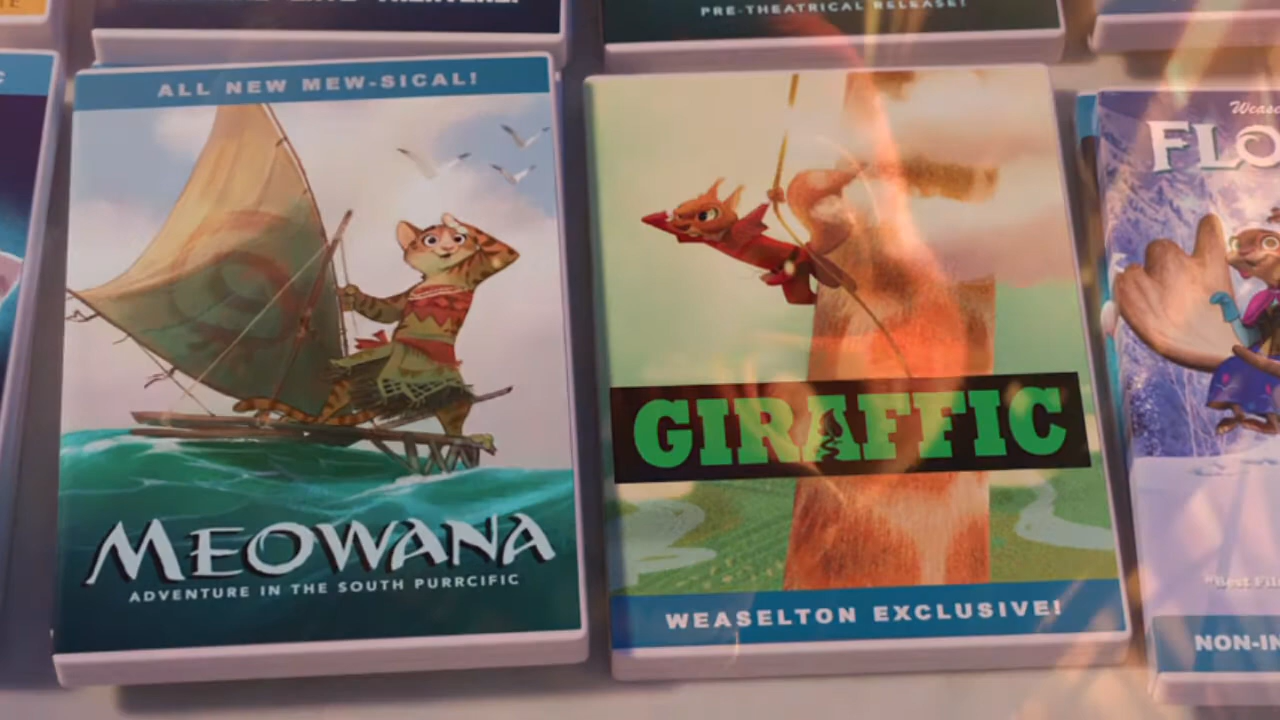 PRE-THEATRICAL RELEASE!
ALL NEW MEW-SICAL!
MEOWANA
ADVENTURE IN THE SOUTH PURRCIFIC
GIRAFFIC
WEASELTON EXCLUSIVE!
FLO
"Best
NON-IN